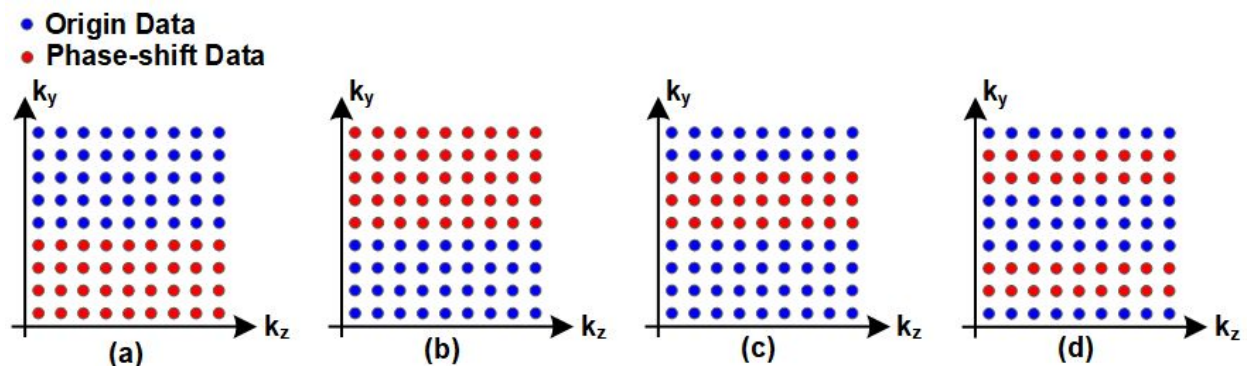 Origin Data
Phase-shift Data
ky ky ky ky
kz kz kz kz
(a) (b) (c) (d)